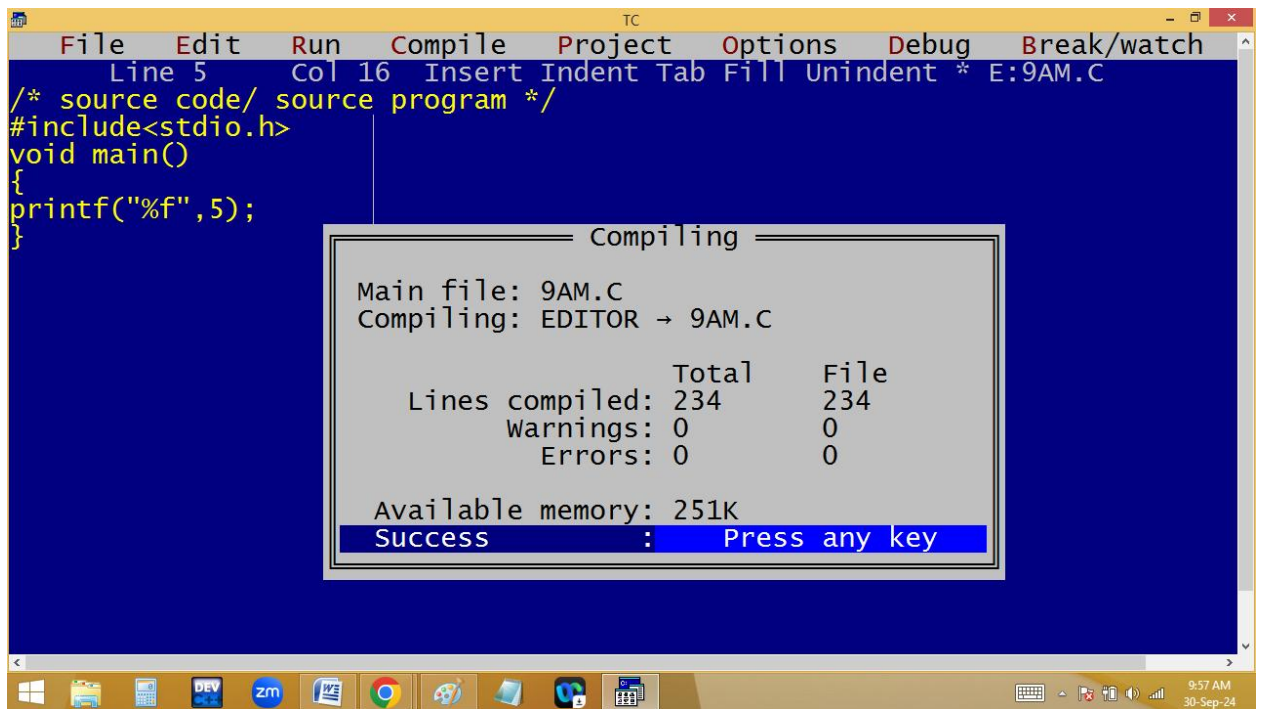 TC
File Edit Run Compile Project Options Debug Break/watch
Line 5 Col 16 Insert Indent Tab Fill Unindent * E:9AM.C
/* source code/ source program */
#include<stdio.h>
void main()
{
printf("%f",5);
}
Compiling
Main file: 9AM.C
Compiling: EDITOR → 9AM.C
Total File
Lines compiled: 234 234
Warnings: 0 0
Errors: 0 0
Available memory: 251K
Success : Press any key
DEV
C++
zm
W
9:57 AM
30-Sep-24